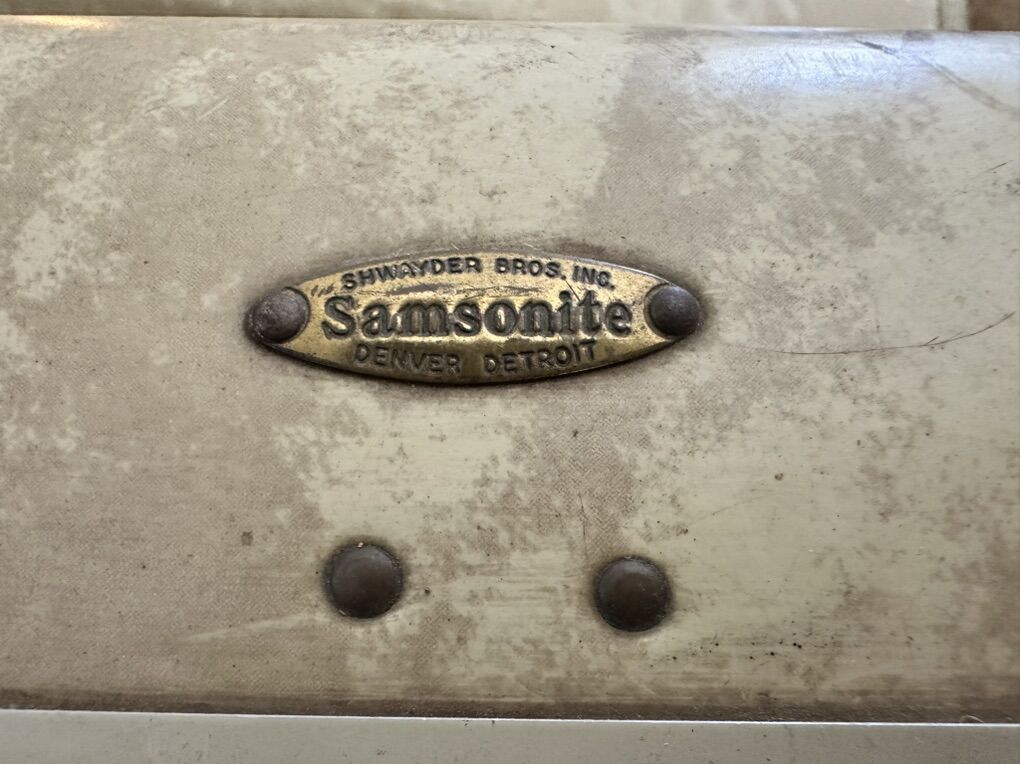 SHWAYDER BROS. INC.
Samsonite
DENVER DETROIT